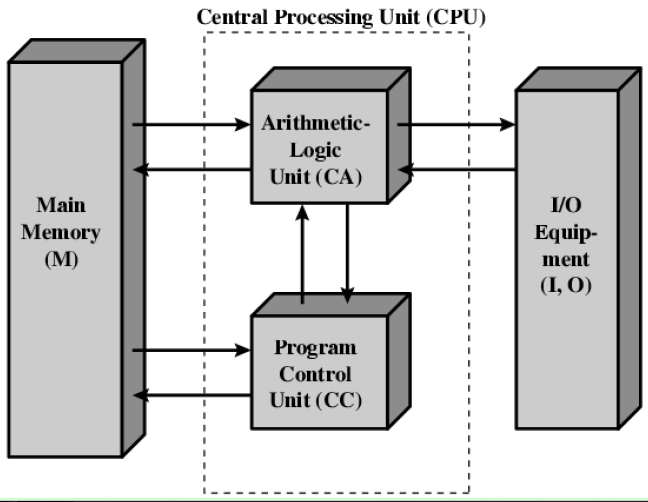 Central Processing Unit (CPU)
Main
Memory
(M)
Arithmetic-
Logic
Unit (CA)
Program
Control
Unit (CC)
I/O
Equip-
ment
(I, O)